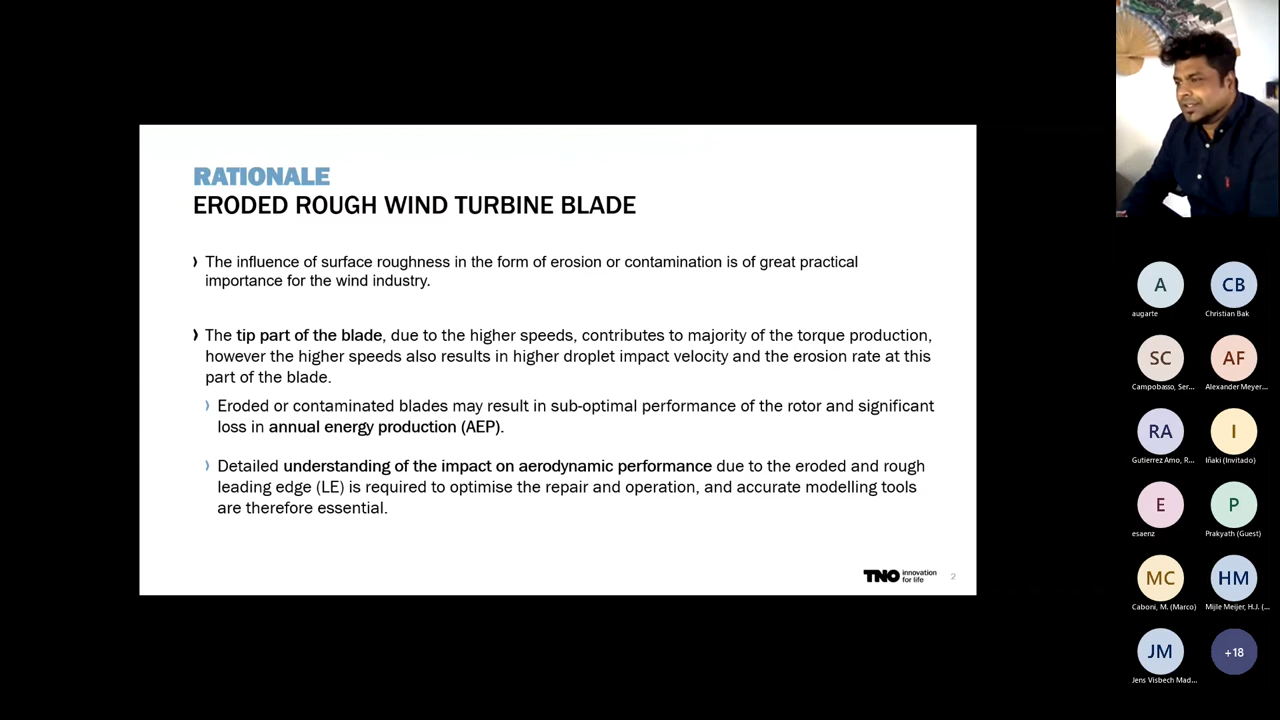 RATIONALE
ERODED ROUGH WIND TURBINE BLADE
› The influence of surface roughness in the form of erosion or contamination is of great practical
importance for the wind industry.
› The tip part of the blade, due to the higher speeds, contributes to majority of the torque production,
however the higher speeds also results in higher droplet impact velocity and the erosion rate at this
part of the blade.
› Eroded or contaminated blades may result in sub-optimal performance of the rotor and significant
loss in annual energy production (AEP).
› Detailed understanding of the impact on aerodynamic performance due to the eroded and rough
leading edge (LE) is required to optimise the repair and operation, and accurate modelling tools
are therefore essential.
TNO innovation
for life
2
A
augarte
CB
Christian Bak
SC
Campobasso, Ser...
AF
Alexander Meyer...
RA
Gutierrez Amo, R...
I
Iñaki (Invitado)
E
esaenz
P
Prakyath (Guest)
MC
Caboni, M. (Marco)
HM
Mijle Meijer, H.J. (...
JM
Jens Visbech Mad...
+18